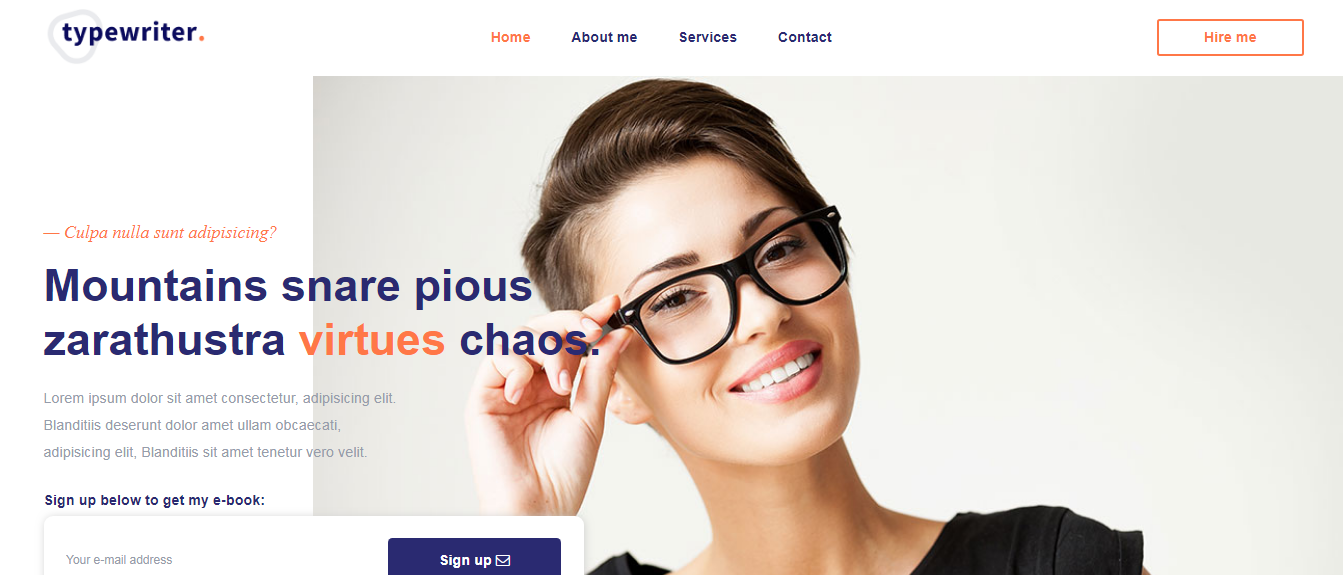 typewriter.
Home About me Services Contact
Hire me
— Culpa nulla sunt adipisicing?
Mountains snare pious
zarathustra virtues chaos.
Lorem ipsum dolor sit amet consectetur, adipisicing elit.
Blanditiis deserunt dolor amet ullam obcaecati,
adipisicing elit, Blanditiis sit amet tenetur vero velit.
Sign up below to get my e-book:
Your e-mail address
Sign up